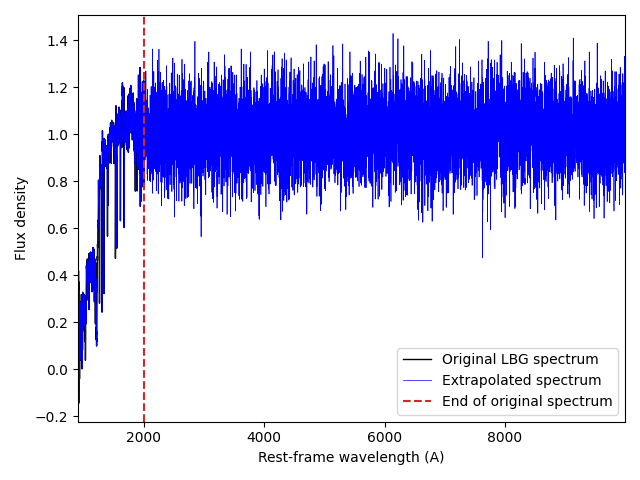 1.4
1.2
1.0
0.8
0.6
0.4
0.2
0.0
−0.2
Flux density
Original LBG spectrum
Extrapolated spectrum
End of original spectrum
2000 4000 6000 8000
Rest-frame wavelength (A)